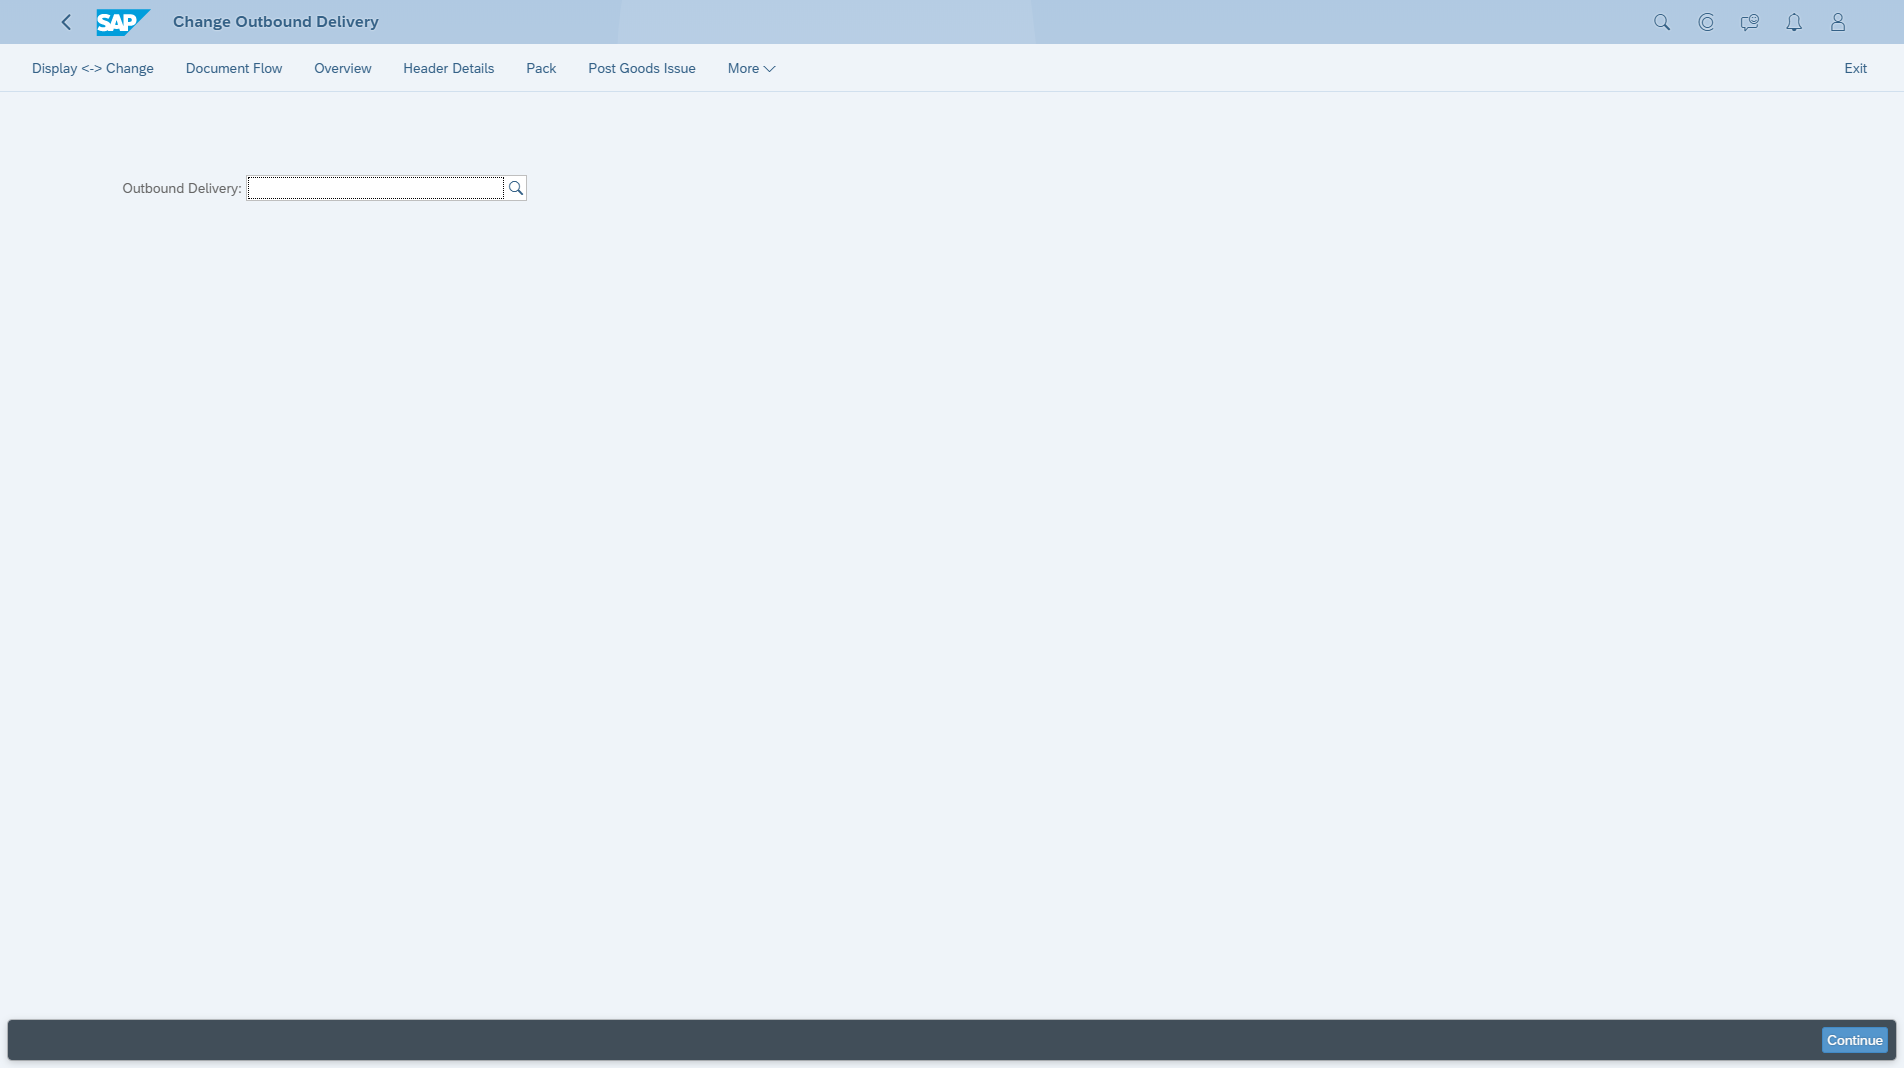 SAP Change Outbound Delivery
Display <-> Change Document Flow Overview Header Details Pack Post Goods Issue More Exit
Outbound Delivery:
Continue